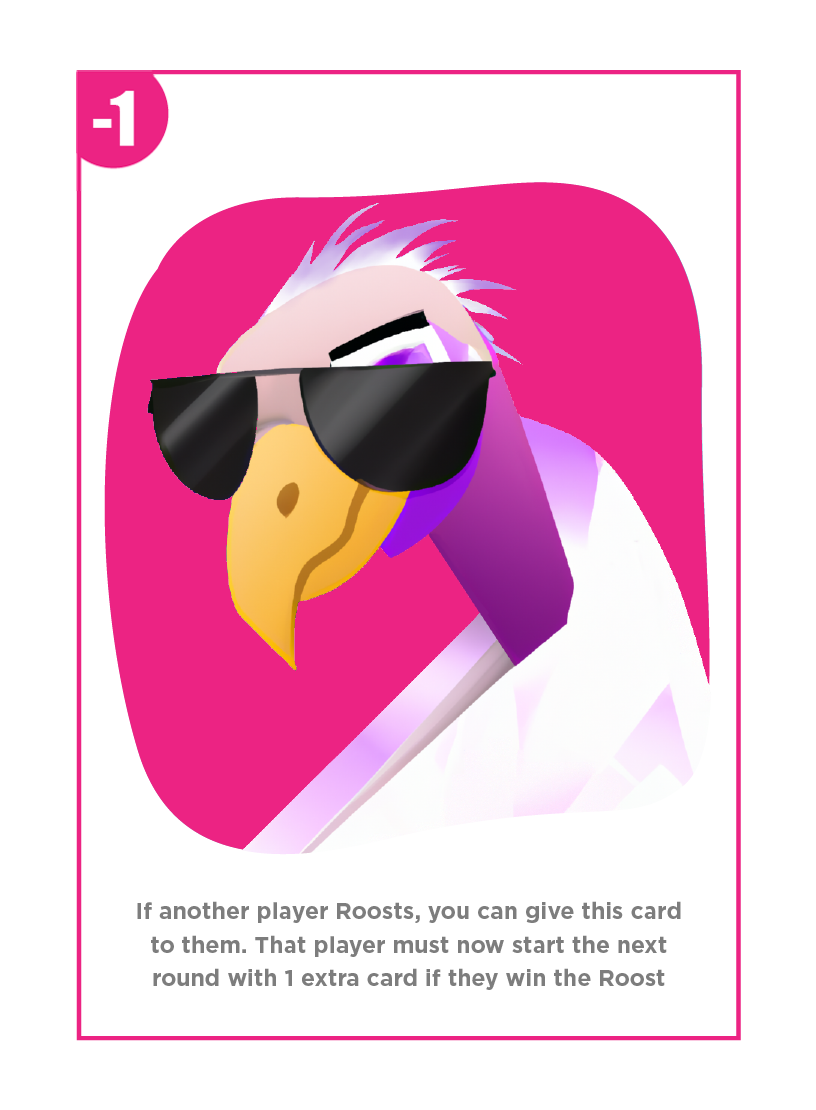 -1
If another player Roosts, you can give this card
to them. That player must now start the next
round with 1 extra card if they win the Roost